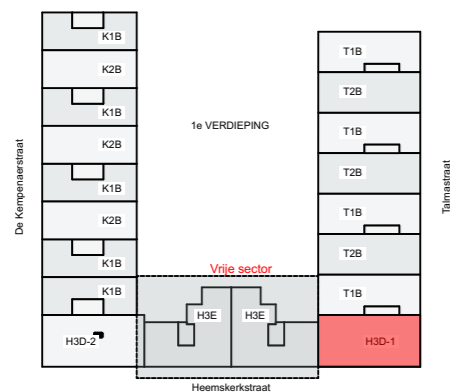 K1B
K2B
K1B
K2B
K1B
K2B
K1B
K1B
H3D-2
De Kempenaerstraat
1e VERDIEPING
Vrije sector
H3E
H3E
Heemskerkstraat
T1B
T2B
T1B
T2B
T1B
T2B
T1B
H3D-1
Talmastraat